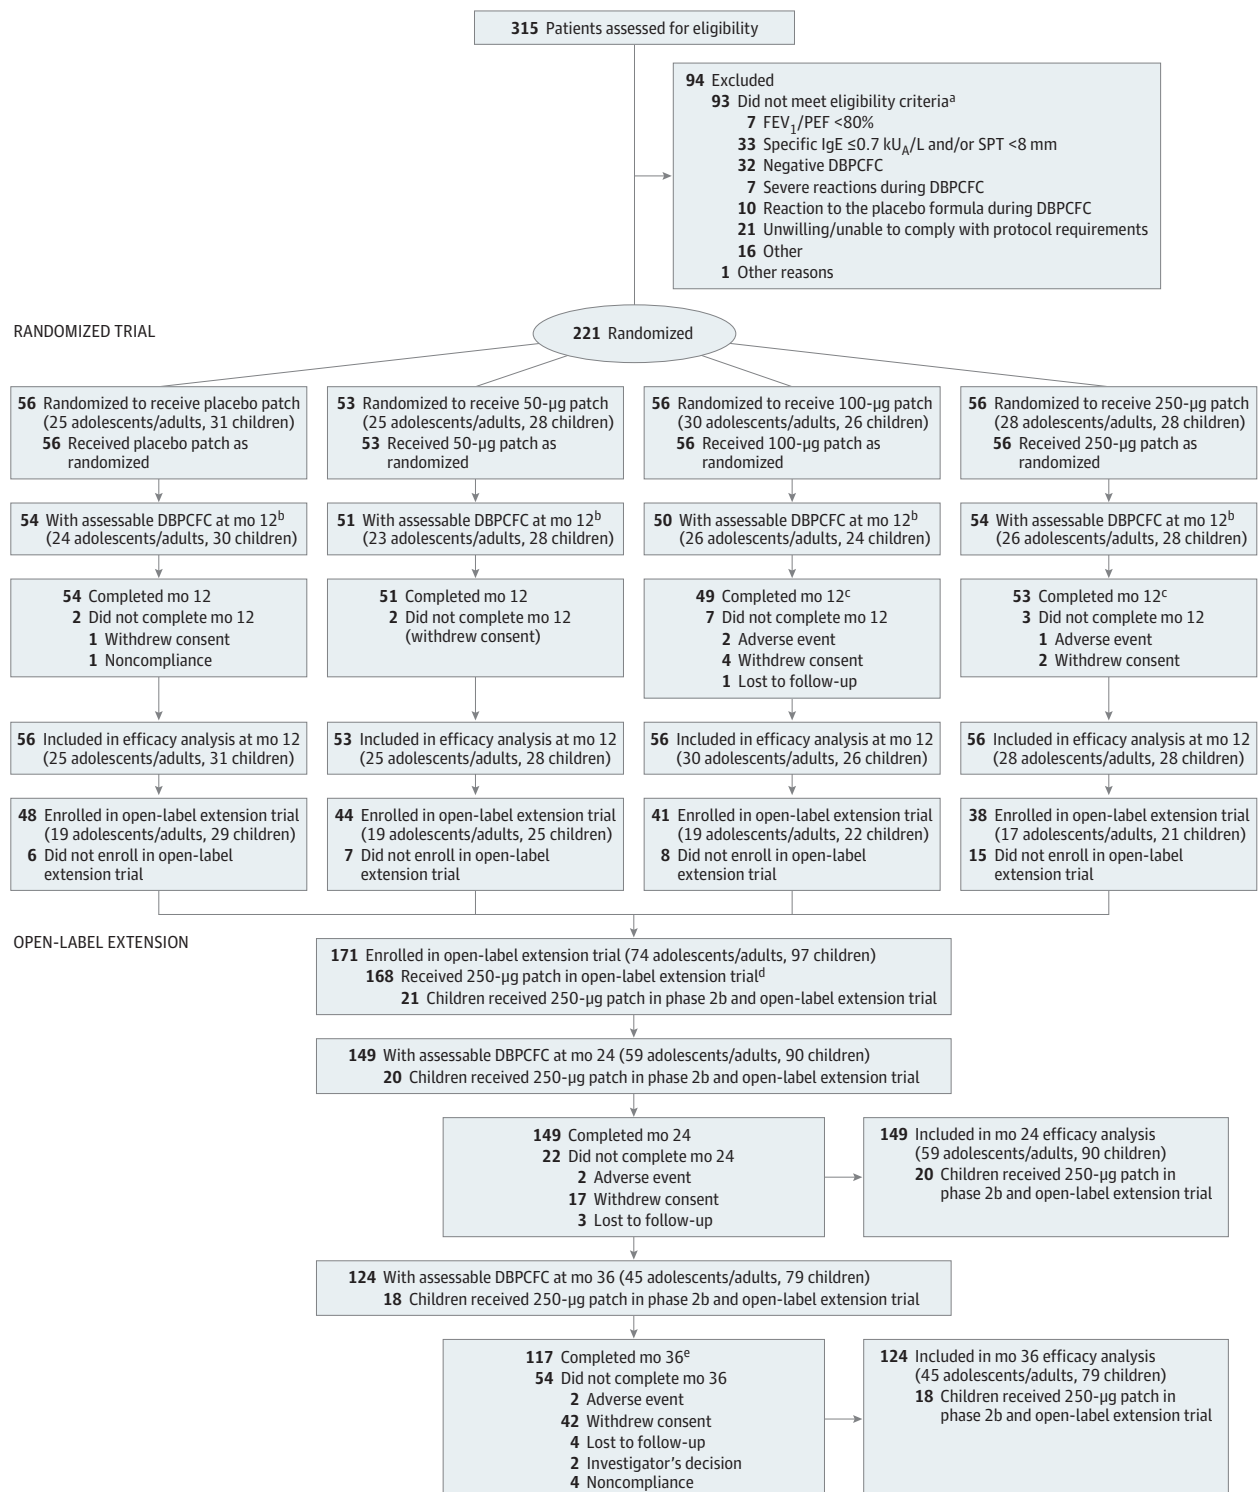 315 Patients assessed for eligibility
94 Excluded
93 Did not meet eligibility criteriaᵃ
7 FEV₁/PEF <80%
33 Specific IgE ≤0.7 kU_A/L and/or SPT <8 mm
32 Negative DBPCFC
7 Severe reactions during DBPCFC
10 Reaction to the placebo formula during DBPCFC
21 Unwilling/unable to comply with protocol requirements
16 Other
1 Other reasons
RANDOMIZED TRIAL
221 Randomized
56 Randomized to receive placebo patch
(25 adolescents/adults, 31 children)
56 Received placebo patch as
randomized
53 Randomized to receive 50-µg patch
(25 adolescents/adults, 28 children)
53 Received 50-µg patch as
randomized
56 Randomized to receive 100-µg patch
(30 adolescents/adults, 26 children)
56 Received 100-µg patch as
randomized
56 Randomized to receive 250-µg patch
(28 adolescents/adults, 28 children)
56 Received 250-µg patch as
randomized
54 With assessable DBPCFC at mo 12ᵇ
(24 adolescents/adults, 30 children)
51 With assessable DBPCFC at mo 12ᵇ
(23 adolescents/adults, 28 children)
50 With assessable DBPCFC at mo 12ᵇ
(26 adolescents/adults, 24 children)
54 With assessable DBPCFC at mo 12ᵇ
(26 adolescents/adults, 28 children)
54 Completed mo 12
2 Did not complete mo 12
1 Withdrew consent
1 Noncompliance
51 Completed mo 12
2 Did not complete mo 12
(withdrew consent)
49 Completed mo 12ᶜ
7 Did not complete mo 12
2 Adverse event
4 Withdrew consent
1 Lost to follow-up
53 Completed mo 12ᶜ
3 Did not complete mo 12
1 Adverse event
2 Withdrew consent
56 Included in efficacy analysis at mo 12
(25 adolescents/adults, 31 children)
53 Included in efficacy analysis at mo 12
(25 adolescents/adults, 28 children)
56 Included in efficacy analysis at mo 12
(30 adolescents/adults, 26 children)
56 Included in efficacy analysis at mo 12
(28 adolescents/adults, 28 children)
48 Enrolled in open-label extension trial
(19 adolescents/adults, 29 children)
6 Did not enroll in open-label
extension trial
44 Enrolled in open-label extension trial
(19 adolescents/adults, 25 children)
7 Did not enroll in open-label
extension trial
41 Enrolled in open-label extension trial
(19 adolescents/adults, 22 children)
8 Did not enroll in open-label
extension trial
38 Enrolled in open-label extension trial
(17 adolescents/adults, 21 children)
15 Did not enroll in open-label
extension trial
OPEN-LABEL EXTENSION
171 Enrolled in open-label extension trial (74 adolescents/adults, 97 children)
168 Received 250-µg patch in open-label extension trialᵈ
21 Children received 250-µg patch in phase 2b and open-label extension trial
149 With assessable DBPCFC at mo 24 (59 adolescents/adults, 90 children)
20 Children received 250-µg patch in phase 2b and open-label extension trial
149 Completed mo 24
22 Did not complete mo 24
2 Adverse event
17 Withdrew consent
3 Lost to follow-up
149 Included in mo 24 efficacy analysis
(59 adolescents/adults, 90 children)
20 Children received 250-µg patch in
phase 2b and open-label extension trial
124 With assessable DBPCFC at mo 36 (45 adolescents/adults, 79 children)
18 Children received 250-µg patch in phase 2b and open-label extension trial
117 Completed mo 36ᵉ
54 Did not complete mo 36
2 Adverse event
42 Withdrew consent
4 Lost to follow-up
2 Investigator's decision
4 Noncompliance
124 Included in mo 36 efficacy analysis
(45 adolescents/adults, 79 children)
18 Children received 250-µg patch in
phase 2b and open-label extension trial